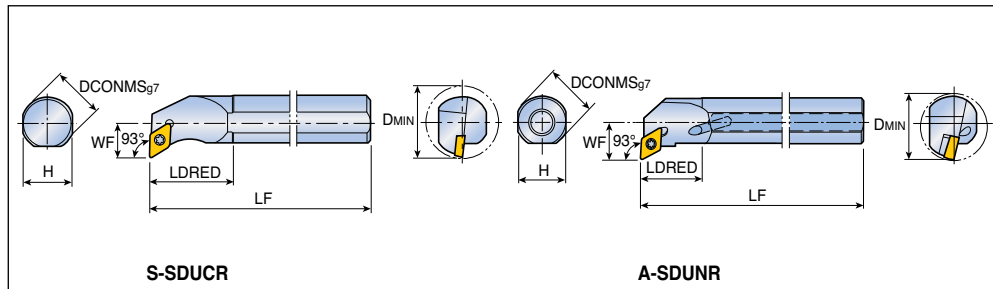 DCONMSg7
WF
93°
H
LDRED
LF
DMIN
S-SDUCR
DCONMSg7
WF
93°
H
LDRED
LF
DMIN
A-SDUNR